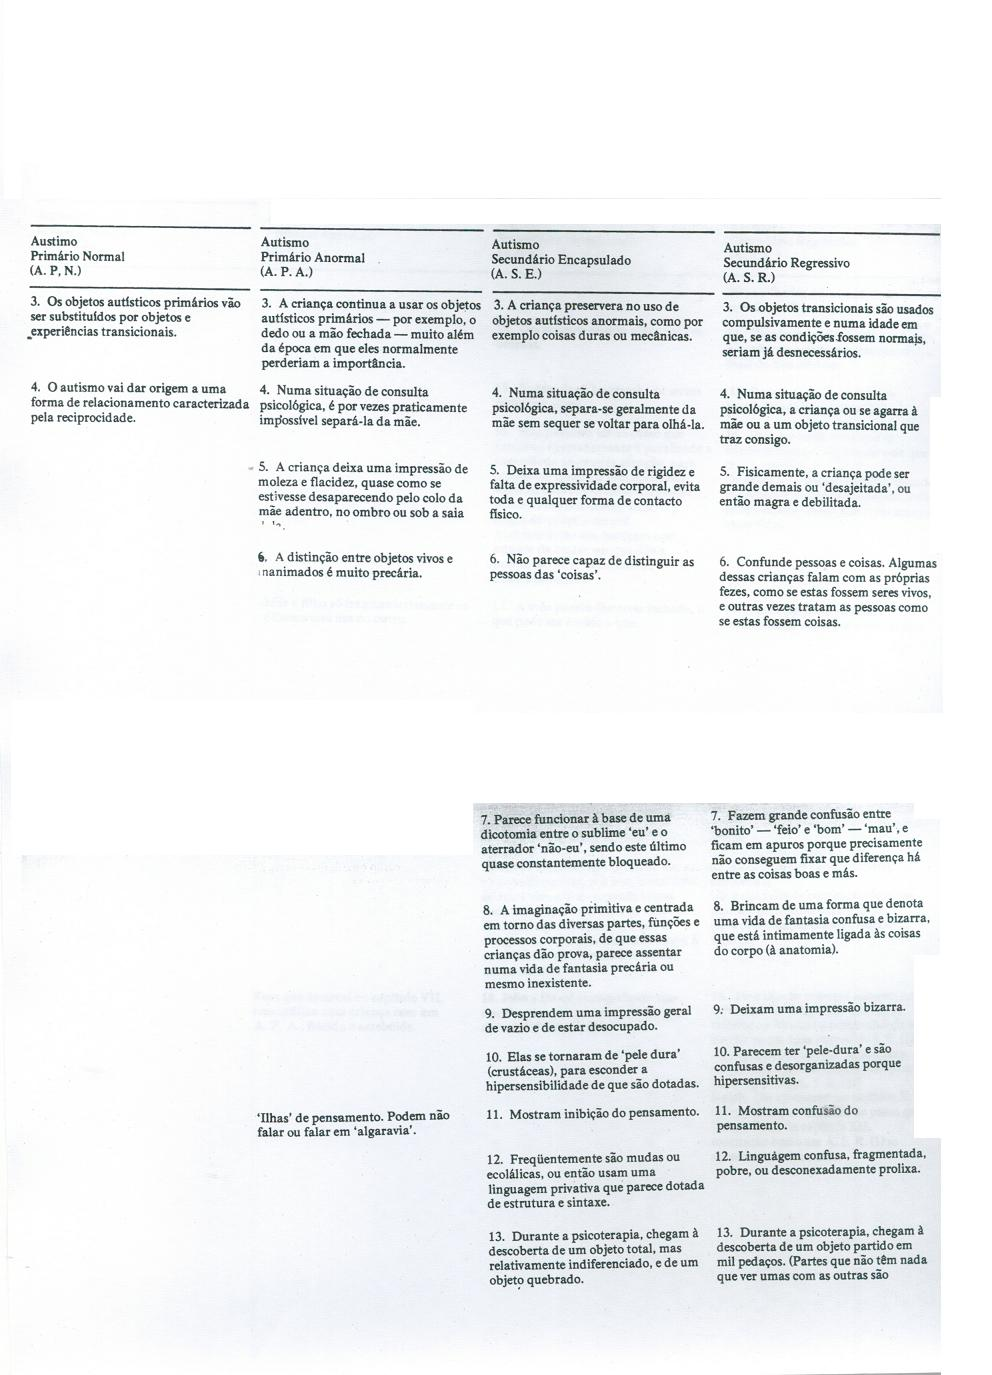 Austimo
Primário Normal
(A. P, N.)
3. Os objetos autísticos primários vão
ser substituídos por objetos e
experiências transicionais.
4. O autismo vai dar origem a uma
forma de relacionamento caracterizada
pela reciprocidade.
Autismo
Primário Anormal
(A. P. A.)
3. A criança continua a usar os objetos
autísticos primários — por exemplo, o
dedo ou a mão fechada — muito além
da época em que eles normalmente
perderiam a importância.
4. Numa situação de consulta
psicológica, é por vezes praticamente
impossível separá-la da mãe.
5. A criança deixa uma impressão de
moleza e flacidez, quase como se
estivesse desaparecendo pelo colo da
mãe adentro, no ombro ou sob a saia
6. A distinção entre objetos vivos e
inanimados é muito precária.
'Ilhas' de pensamento. Podem não
falar ou falar em 'algaravia'.
Autismo
Secundário Encapsulado
(A. S. E.)
3. A criança preservera no uso de
objetos autísticos anormais, como por
exemplo coisas duras ou mecânicas.
4. Numa situação de consulta
psicológica, separa-se geralmente da
mãe sem sequer se voltar para olhá-la.
5. Deixa uma impressão de rigidez e
falta de expressividade corporal, evita
toda e qualquer forma de contacto
físico.
6. Não parece capaz de distinguir as
pessoas das 'coisas'.
7. Parece funcionar à base de uma
dicotomia entre o sublime 'eu' e o
aterrador 'não-eu', sendo este último
quase constantemente bloqueado.
8. A imaginação primitiva e centrada
em torno das diversas partes, funções e
processos corporais, de que essas
crianças dão prova, parece assentar
numa vida de fantasia precária ou
mesmo inexistente.
9. Desprendem uma impressão geral
de vazio e de estar desocupado.
10. Elas se tornaram de 'pele dura'
(crustáceas), para esconder a
hipersensibilidade de que são dotadas.
11. Mostram inibição do pensamento.
12. Freqüentemente são mudas ou
ecolálicas, ou então usam uma
linguagem privativa que parece dotada
de estrutura e sintaxe.
13. Durante a psicoterapia, chegam à
descoberta de um objeto total, mas
relativamente indiferenciado, e de um
objeto quebrado.
Autismo
Secundário Regressivo
(A. S. R.)
3. Os objetos transicionais são usados
compulsivamente e numa idade em
que, se as condições fossem normais,
seriam já desnecessários.
4. Numa situação de consulta
psicológica, a criança ou se agarra à
mãe ou a um objeto transicional que
traz consigo.
5. Fisicamente, a criança pode ser
grande demais ou 'desajeitada', ou
então magra e debilitada.
6. Confunde pessoas e coisas. Algumas
dessas crianças falam com as próprias
fezes, como se estas fossem seres vivos,
e outras vezes tratam as pessoas como
se estas fossem coisas.
7. Fazem grande confusão entre
'bonito' — 'feio' e 'bom' — 'mau', e
ficam em apuros porque precisamente
não conseguem fixar que diferença há
entre as coisas boas e más.
8. Brincam de uma forma que denota
uma vida de fantasia confusa e bizarra,
que está intimamente ligada às coisas
do corpo (à anatomia).
9. Deixam uma impressão bizarra.
10. Parecem ter 'pele-dura' e são
confusas e desorganizadas porque
hipersensitivas.
11. Mostram confusão do
pensamento.
12. Linguágem confusa, fragmentada,
pobre, ou desconexadamente prolixa.
13. Durante a psicoterapia, chegam à
descoberta de um objeto partido em
mil pedaços. (Partes que não têm nada
que ver umas com as outras são